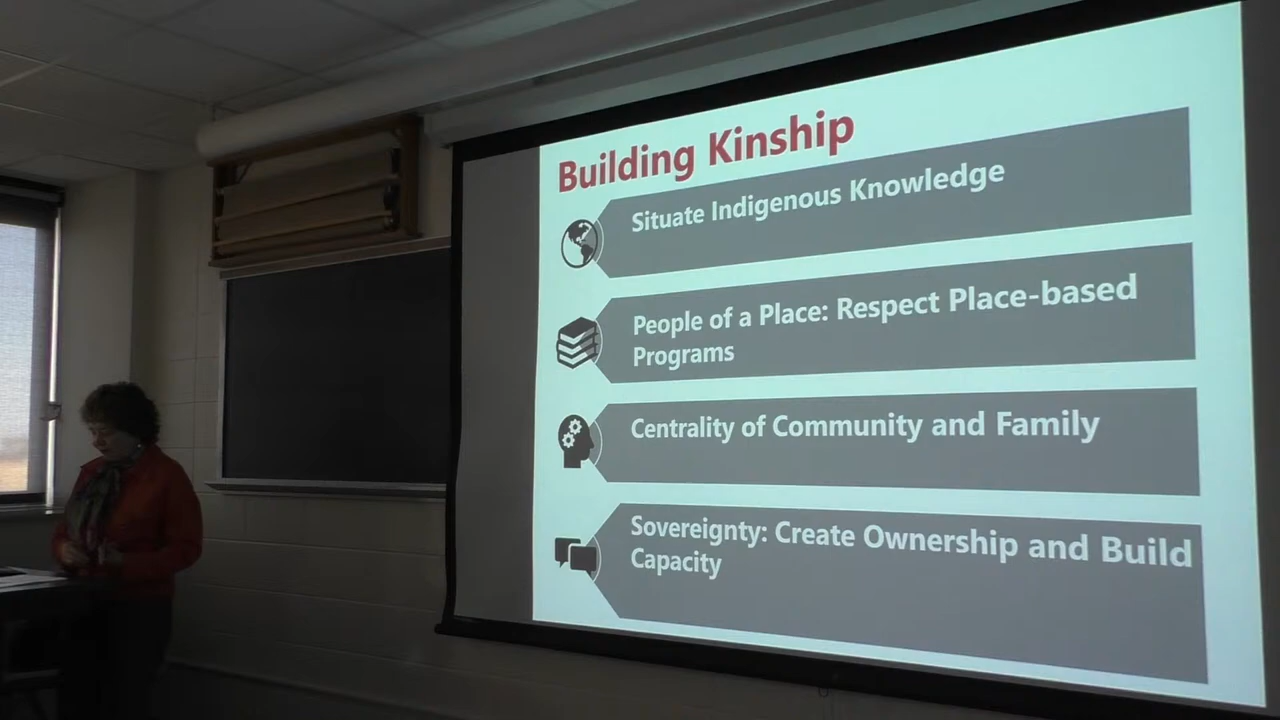 Building Kinship
Situate Indigenous Knowledge
People of a Place: Respect Place-based
Programs
Centrality of Community and Family
Sovereignty: Create Ownership and Build
Capacity